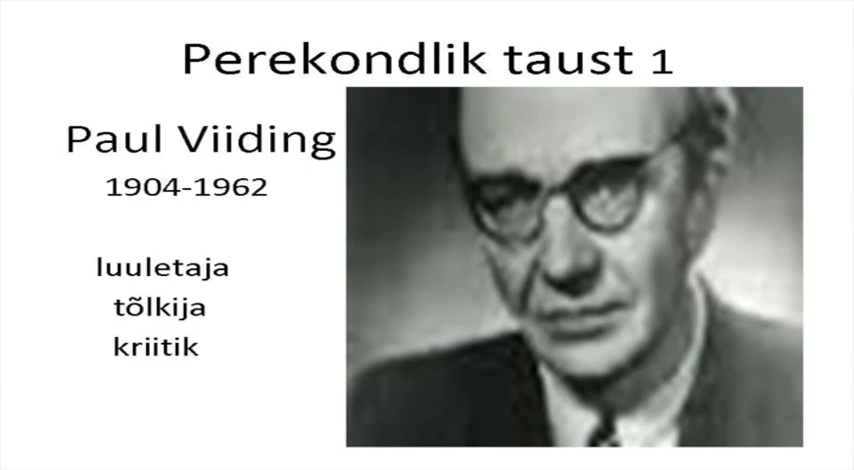 Perekondlik taust 1
Paul Viiding
1904-1962
luuletaja
tõlkija
kriitik